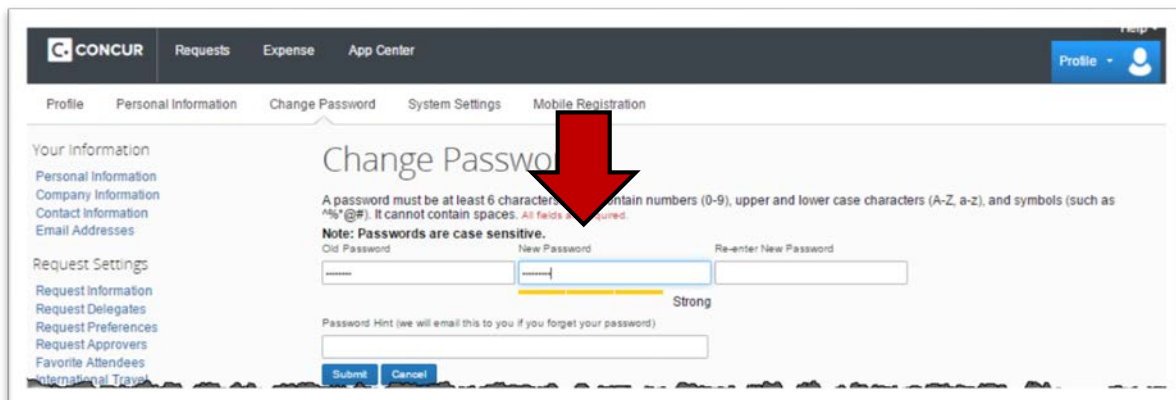 Help
C. CONCUR Requests Expense App Center
Profile
Profile Personal Information Change Password System Settings Mobile Registration
Your Information
Personal Information
Company Information
Contact Information
Email Addresses
Request Settings
Request Information
Request Delegates
Request Preferences
Request Approvers
Favorite Attendees
International Travel
Change Passwo
A password must be at least 6 characters ntain numbers (0-9), upper and lower case characters (A-Z, a-z), and symbols (such as
^%*@#). It cannot contain spaces. All fields a quired.
Note: Passwords are case sensitive.
Old Password New Password Re-enter New Password
Strong
Password Hint (we will email this to you if you forget your password)
Submit Cancel